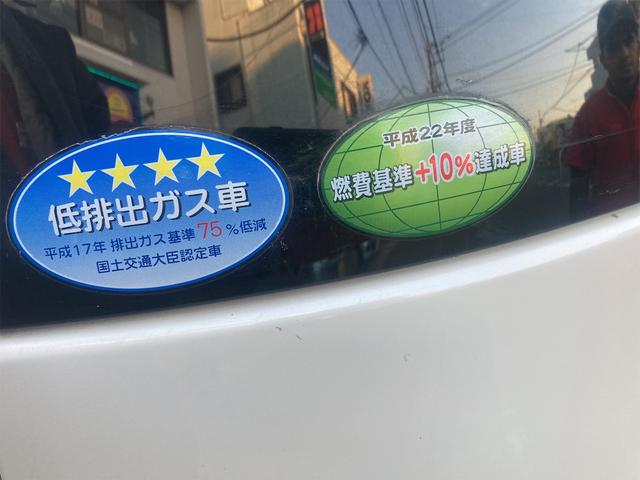 低排出ガス車
平成17年 排出ガス基準75%低減
国土交通大臣認定車
平成22年度
燃費基準+10%達成車